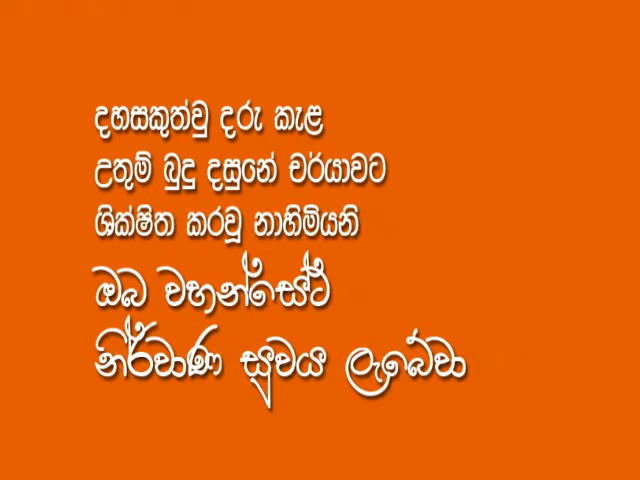 දහසකුත්වු දරු කැළ
උතුම් බුදු දසුනේ චර්යාවට
ශික්ෂිත කරවූ නාහිමියනි
ඔබ වහන්සේට
නිර්වාණ සුවය ලැබේවා